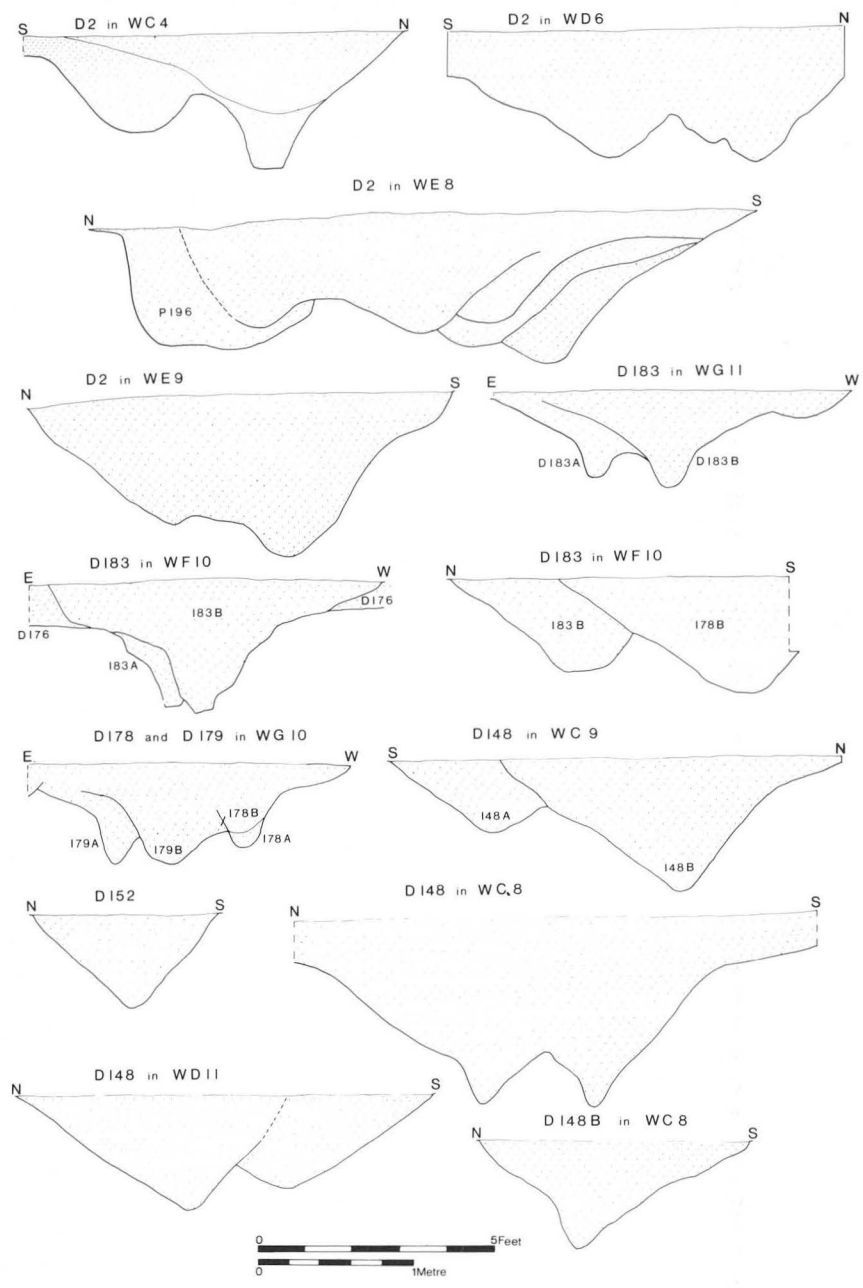 D2 in WC4
S N
D2 in WD6
S N
D2 in WE8
N S
P196
D2 in WE9
N S
D183 in WG11
E W
D183A D183B
D183 in WF10
E W
D176 183B D176
183A
D183 in WF10
N S
183B 178B
D178 and D179 in WG10
E W
178B
179A 179B 178A
D148 in WC9
S N
148A
148B
D152
N S
D148 in WC8
N S
D148 in WD11
N S
D148B in WC8
N S
0 5Feet
0 1Metre